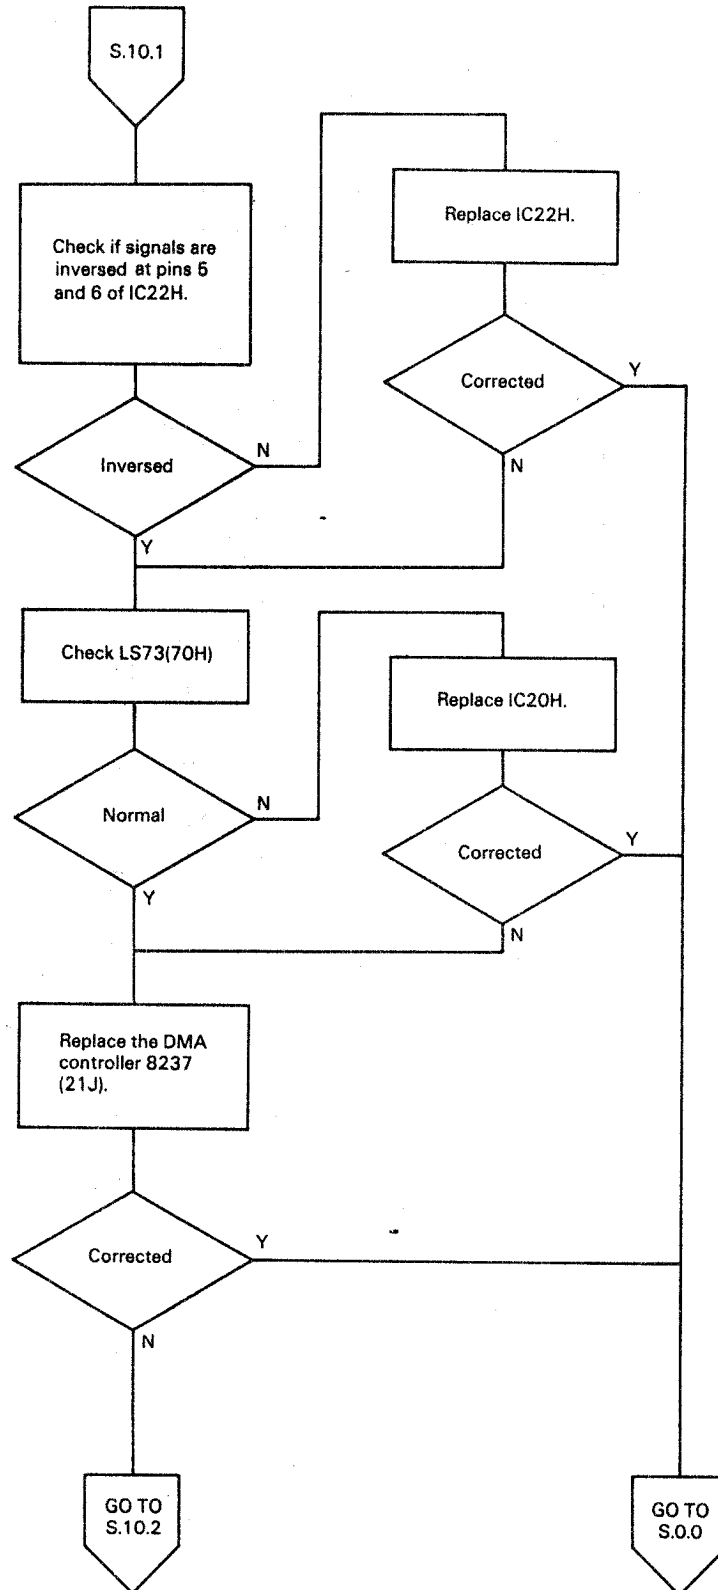 S.10.1
Check if signals are
inversed at pins 5
and 6 of IC22H.
Inversed
N
Y
Replace IC22H.
Corrected
Y
N
Check LS73(70H)
Normal
N
Y
Replace IC20H.
Corrected
Y
N
Replace the DMA
controller 8237
(21J).
Corrected
Y
N
GO TO
S.10.2
GO TO
S.0.0